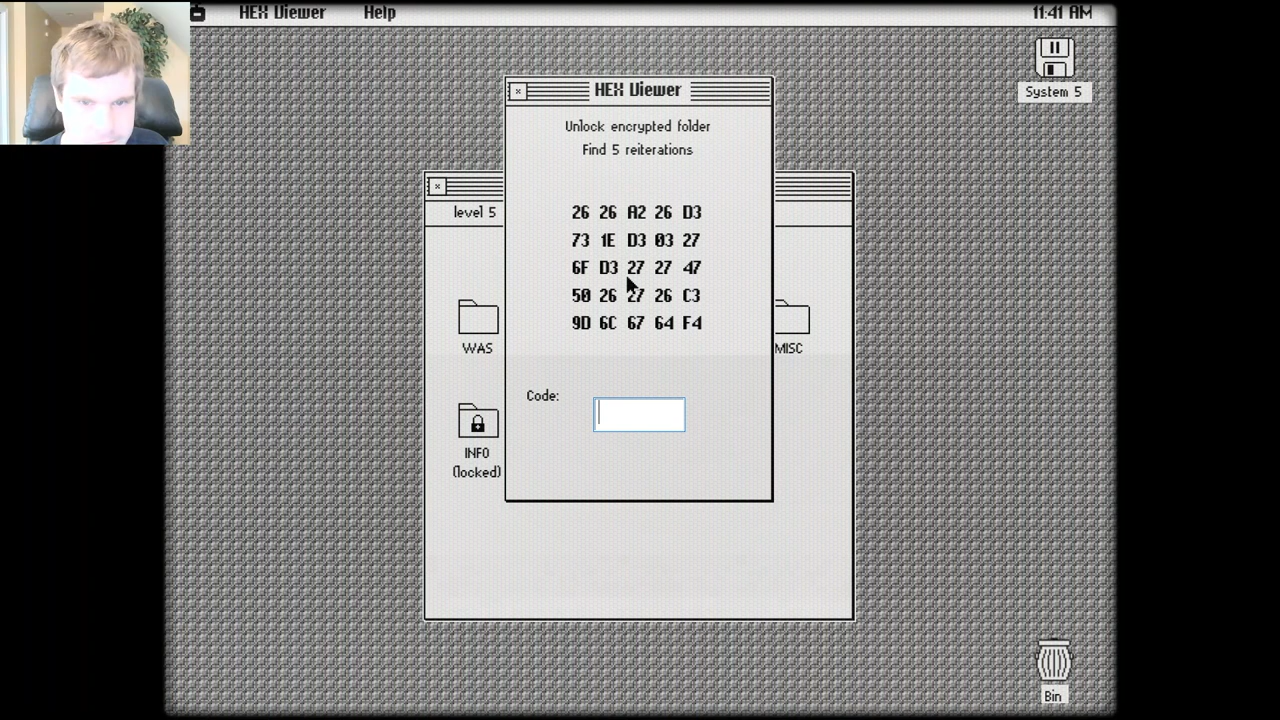 HEX Viewer Help 11:41 AM
System 5
HEX Viewer
Unlock encrypted folder
Find 5 reiterations
level 5
26 26 A2 26 D3
73 1E D3 03 27
6F D3 27 27 47
50 26 27 26 C3
9D 6C 67 64 F4
WAS
MISC
Code:
INFO
(locked)
Bin